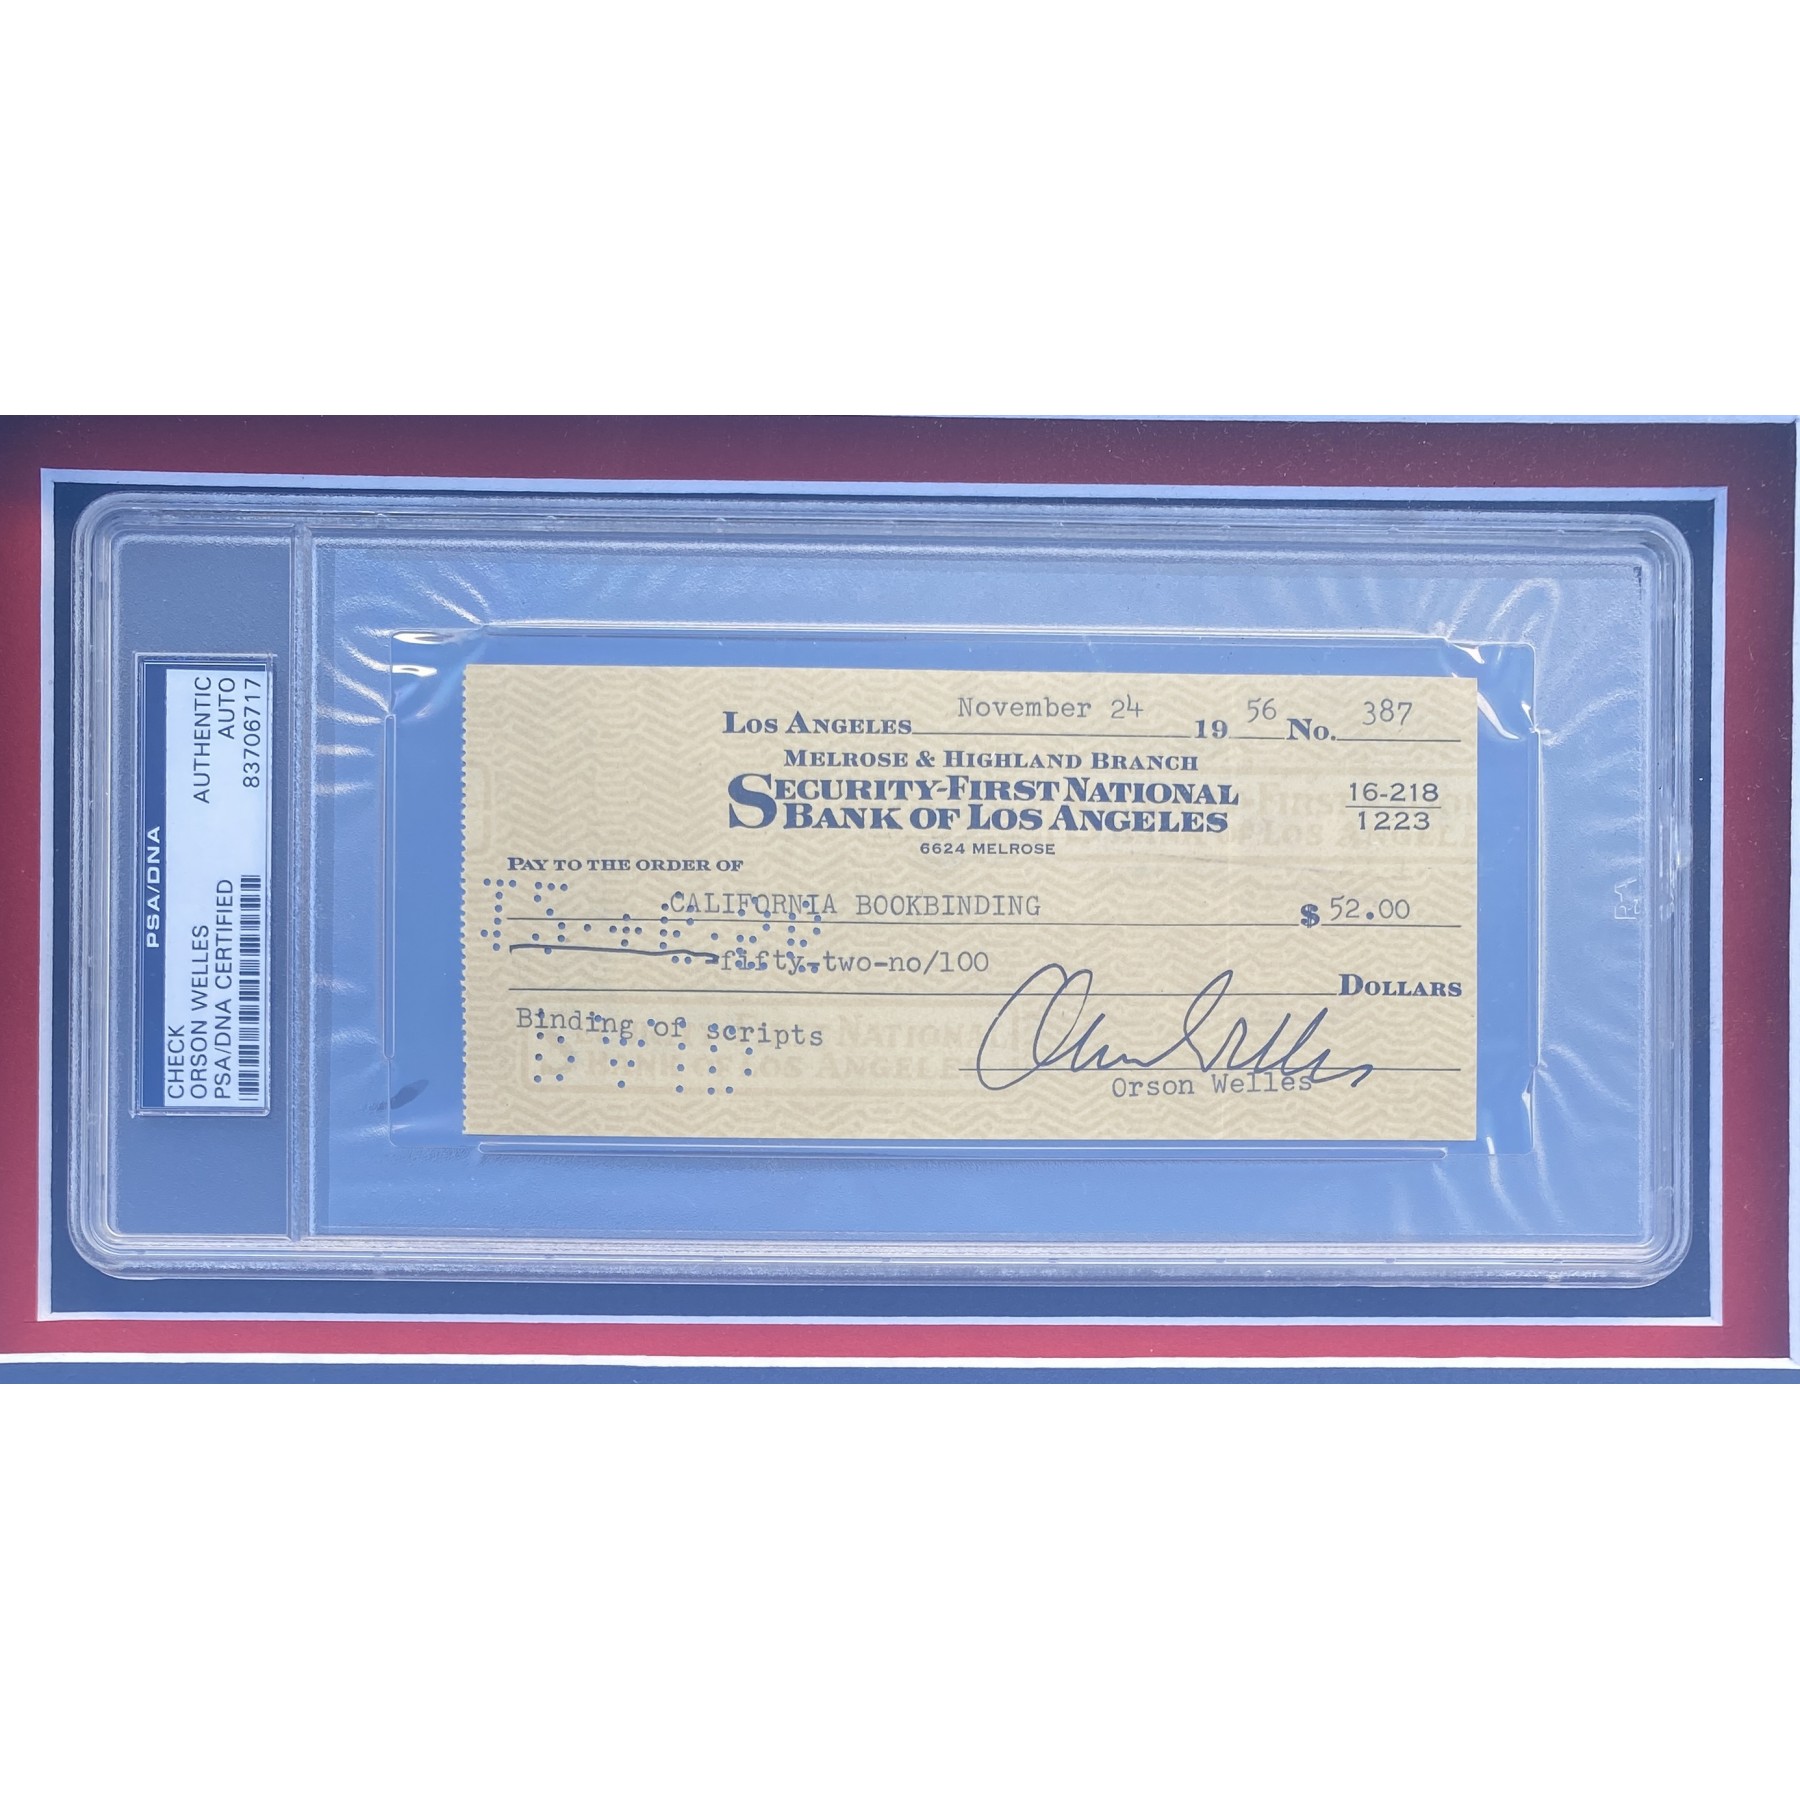 PSA/DNA
CHECK AUTHENTIC
ORSON WELLES AUTO
PSA/DNA CERTIFIED 83706717
LOS ANGELES November 24 1956 No. 387
MELROSE & HIGHLAND BRANCH
SECURITY-FIRST NATIONAL
BANK OF LOS ANGELES
16-218
1223
6624 MELROSE
PAY TO THE ORDER OF
CALIFORNIA BOOKBINDING $ 52.00
fifty-two-no/100
DOLLARS
Binding of scripts
Orson Welles
Orson Welles